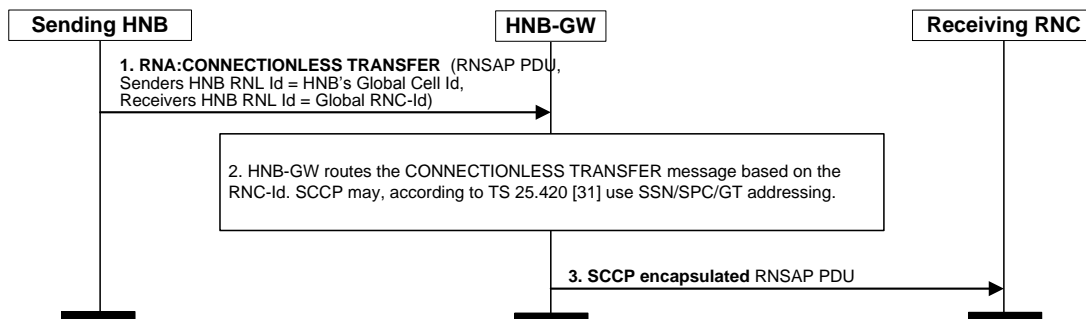 Sending HNB
HNB-GW
Receiving RNC
1. RNA:CONNECTIONLESS TRANSFER (RNSAP PDU,
Senders HNB RNL Id = HNB's Global Cell Id,
Receivers HNB RNL Id = Global RNC-Id)
2. HNB-GW routes the CONNECTIONLESS TRANSFER message based on the
RNC-Id. SCCP may, according to TS 25.420 [31] use SSN/SPC/GT addressing.
3. SCCP encapsulated RNSAP PDU